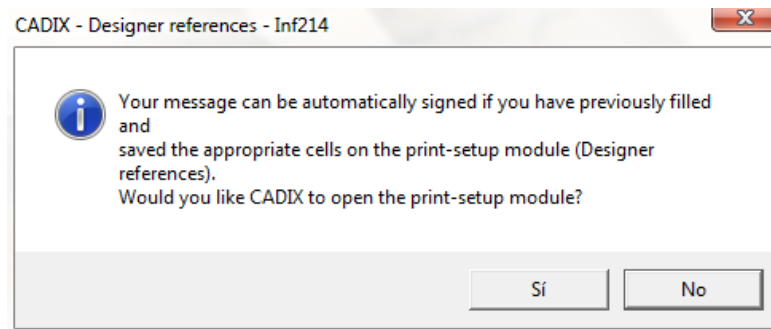 CADIX - Designer references - Inf214
Your message can be automatically signed if you have previously filled
and
saved the appropriate cells on the print-setup module (Designer
references).
Would you like CADIX to open the print-setup module?
Sí
No